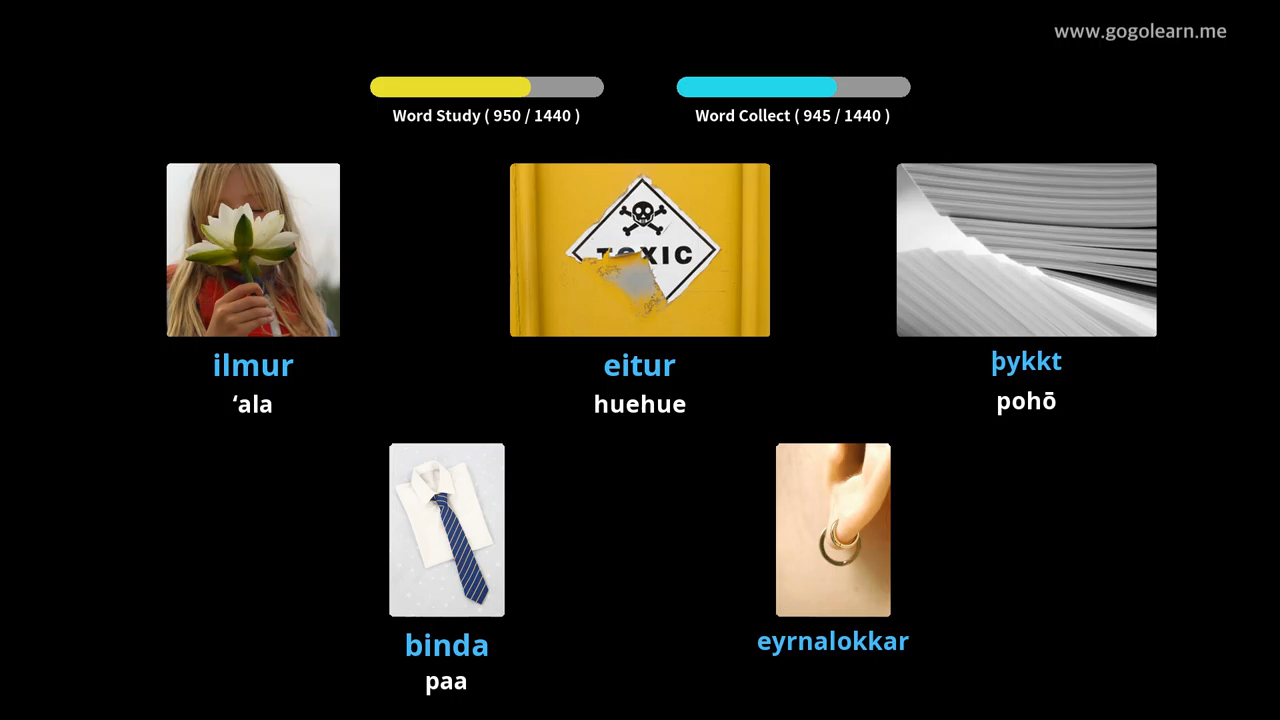 www.gogolearn.me
Word Study ( 950 / 1440 )
Word Collect ( 945 / 1440 )
TOXIC
ilmur
eitur
þykkt
ʻala
huehue
pohō
binda
eyrnalokkar
paa